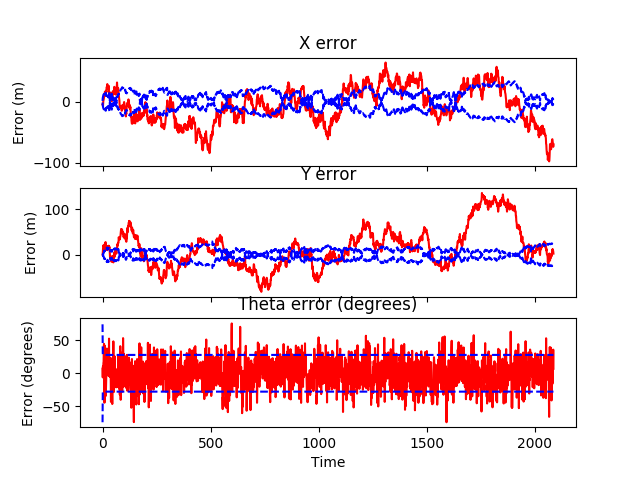 X error
Error (m)
0
−100
Y error
Error (m)
100
0
Theta error (degrees)
Error (degrees)
50
0
−50
0
500
1000
1500
2000
Time